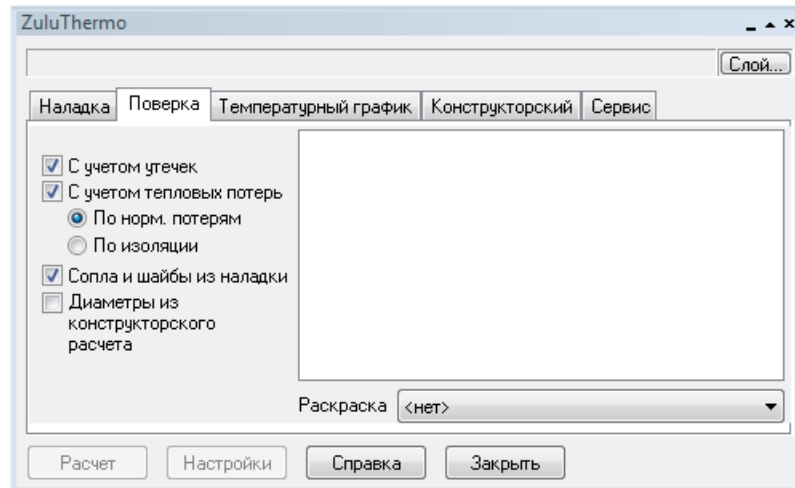 ZuluThermo
Слой...
Наладка Поверка Температурный график Конструкторский Сервис
С учетом утечек
С учетом тепловых потерь
По норм. потерям
По изоляции
Сопла и шайбы из наладки
Диаметры из
конструкторского
расчета
Раскраска <нет>
Расчет Настройки Справка Закрыть